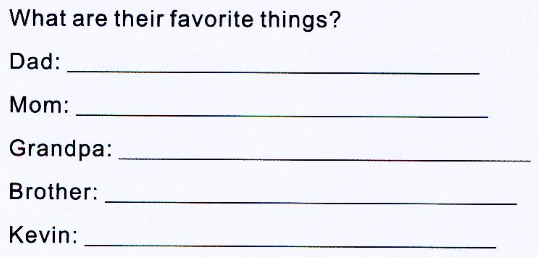 What are their favorite things?
Dad:
Mom:
Grandpa:
Brother:
Kevin: